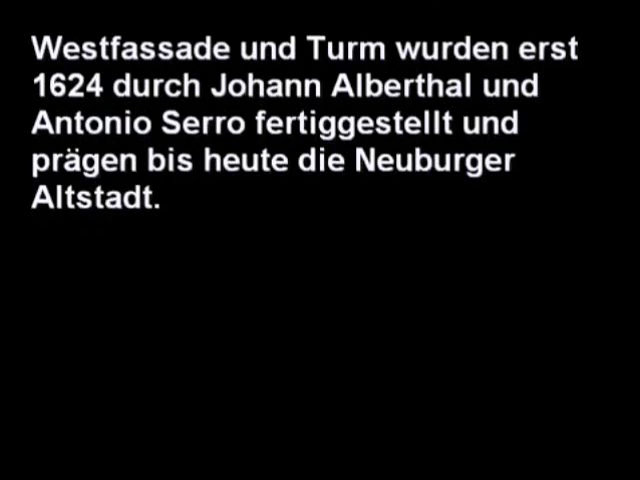 Westfassade und Turm wurden erst
1624 durch Johann Alberthal und
Antonio Serro fertiggestellt und
prägen bis heute die Neuburger
Altstadt.